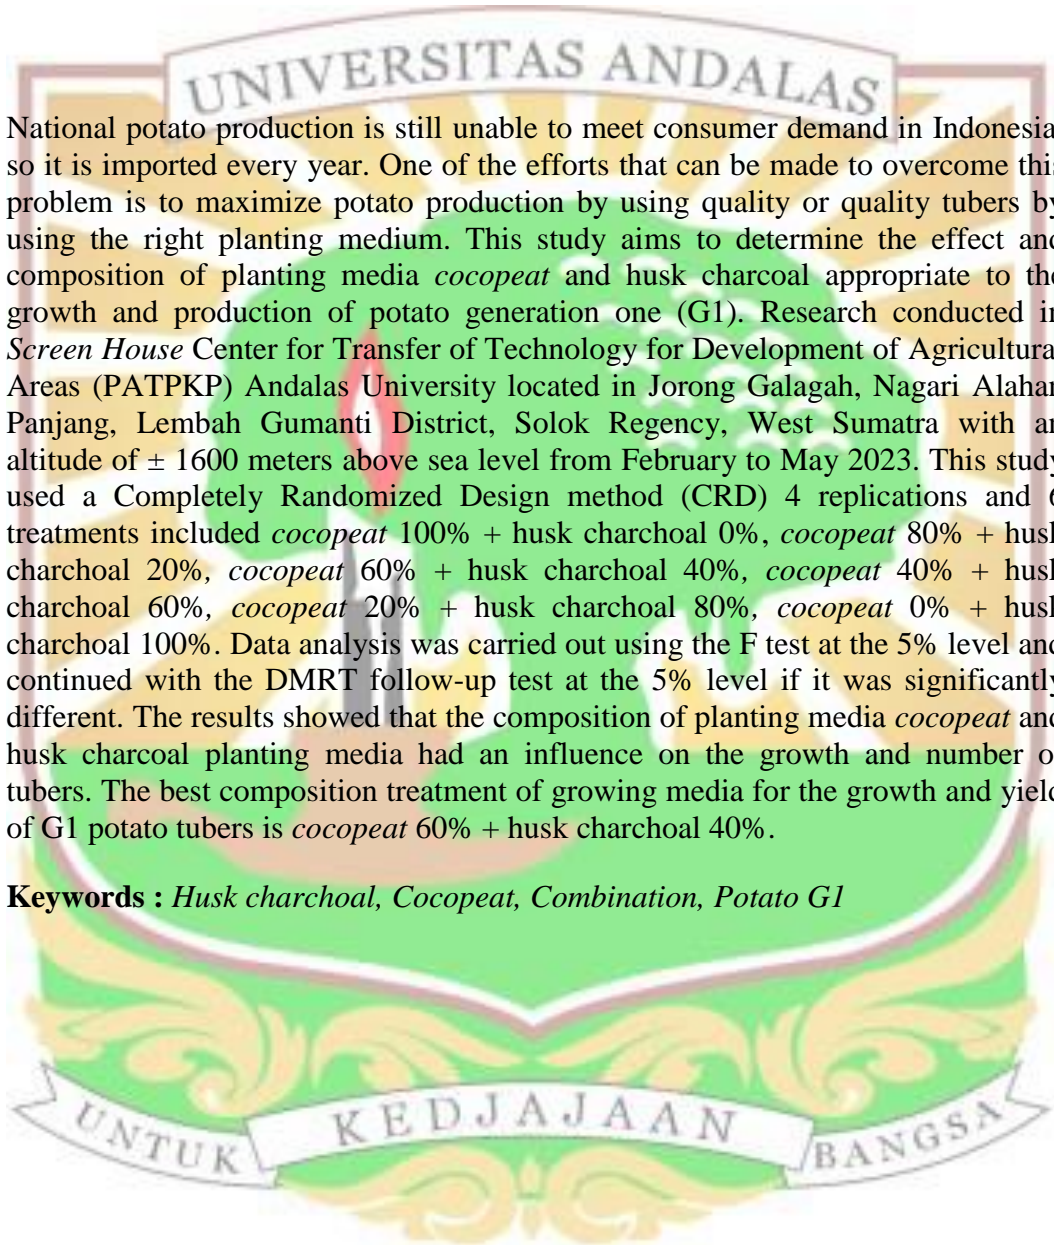 UNIVERSITAS ANDALAS
National potato production is still unable to meet consumer demand in Indonesia
so it is imported every year. One of the efforts that can be made to overcome this
problem is to maximize potato production by using quality or quality tubers by
using the right planting medium. This study aims to determine the effect and
composition of planting media cocopeat and husk charcoal appropriate to the
growth and production of potato generation one (G1). Research conducted in
Screen House Center for Transfer of Technology for Development of Agricultural
Areas (PATPKP) Andalas University located in Jorong Galagah, Nagari Alahan
Panjang, Lembah Gumanti District, Solok Regency, West Sumatra with an
altitude of ± 1600 meters above sea level from February to May 2023. This study
used a Completely Randomized Design method (CRD) 4 replications and 6
treatments included cocopeat 100% + husk charchoal 0%, cocopeat 80% + husk
charchoal 20%, cocopeat 60% + husk charchoal 40%, cocopeat 40% + husk
charchoal 60%, cocopeat 20% + husk charchoal 80%, cocopeat 0% + husk
charchoal 100%. Data analysis was carried out using the F test at the 5% level and
continued with the DMRT follow-up test at the 5% level if it was significantly
different. The results showed that the composition of planting media cocopeat and
husk charcoal planting media had an influence on the growth and number of
tubers. The best composition treatment of growing media for the growth and yield
of G1 potato tubers is cocopeat 60% + husk charchoal 40%.
Keywords : Husk charchoal, Cocopeat, Combination, Potato G1
UNTUK KEDJAJAAN BANGSA